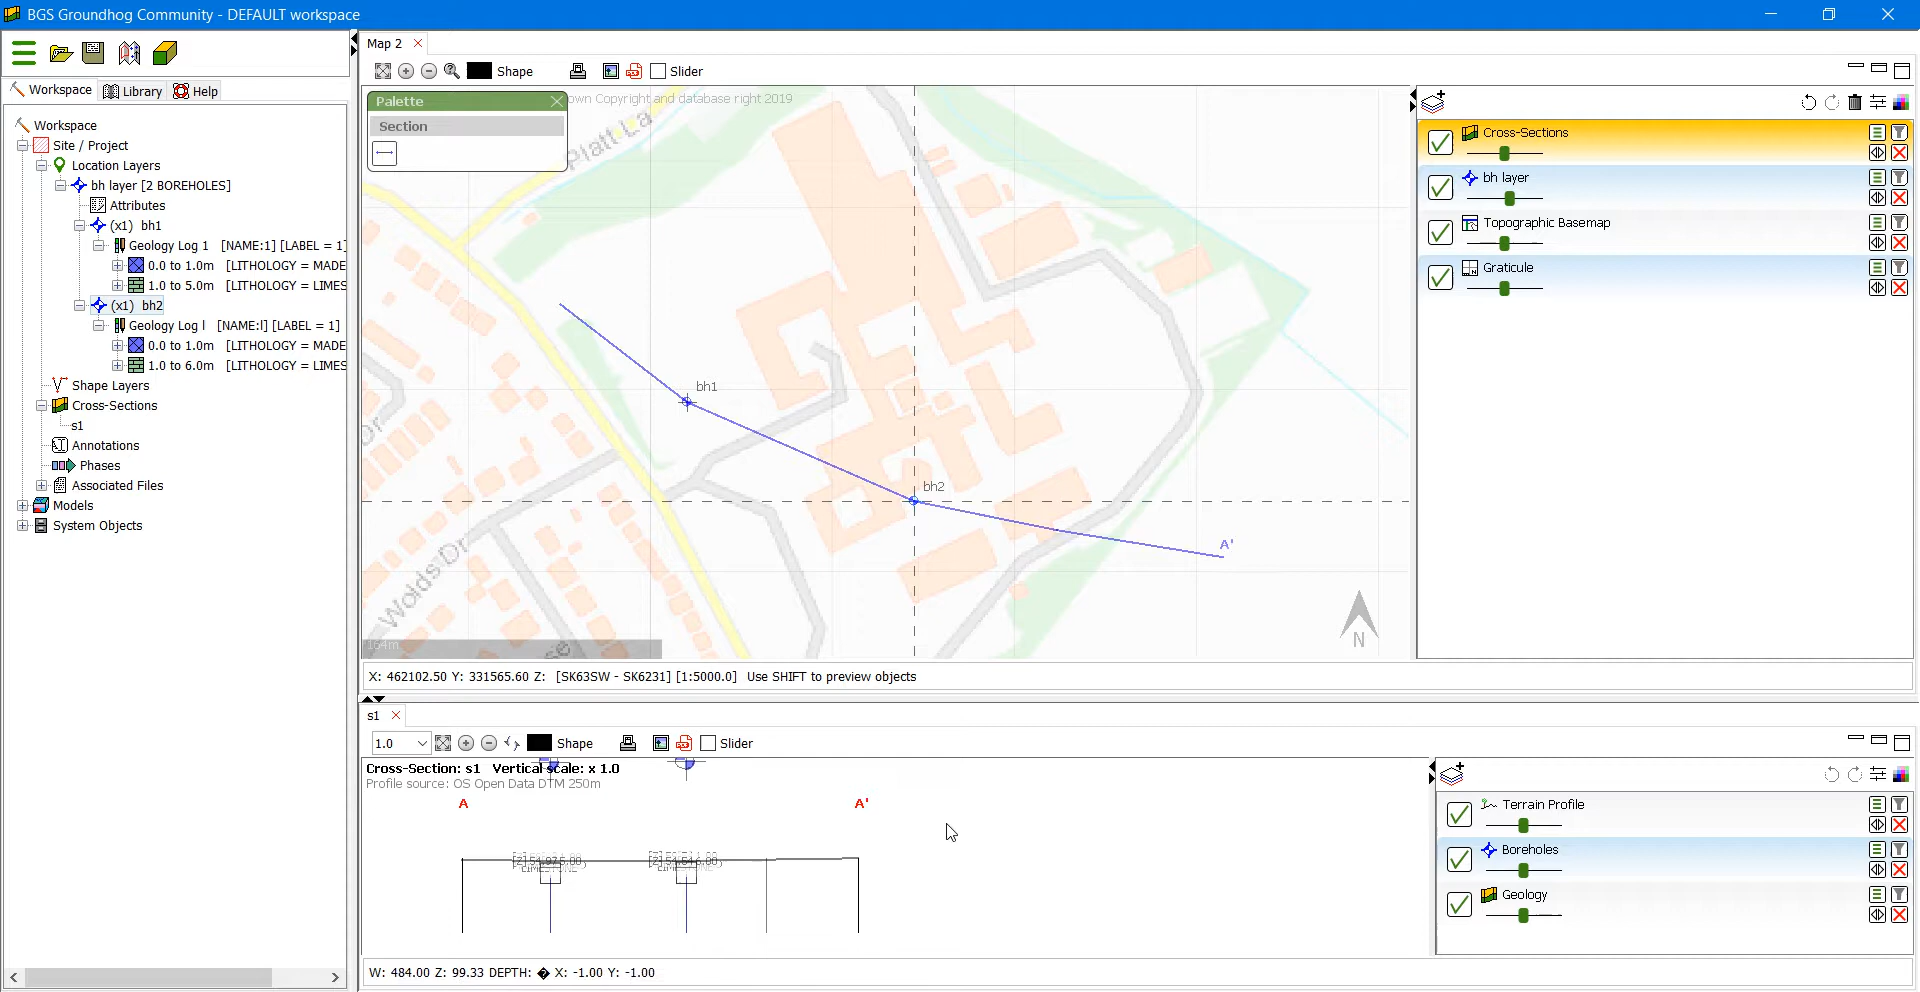 BGS Groundhog Community - DEFAULT workspace
Workspace
Library
Help
Workspace
Site / Project
Location Layers
bh layer [2 BOREHOLES]
Attributes
(x1) bh1
Geology Log 1 [NAME:1] [LABEL = 1]
0.0 to 1.0m [LITHOLOGY = MADE
1.0 to 5.0m [LITHOLOGY = LIMES
(x1) bh2
Geology Log l [NAME:l] [LABEL = 1]
0.0 to 1.0m [LITHOLOGY = MADE
1.0 to 6.0m [LITHOLOGY = LIMES
Shape Layers
Cross-Sections
s1
Annotations
Phases
Associated Files
Models
System Objects
Map 2
Shape
Slider
Palette
Section
own Copyright and database right 2019
Platt La
bh1
bh2
A'
Wolds Dr
Dr
N
X: 462102.50 Y: 331565.60 Z: [SK63SW - SK6231] [1:5000.0] Use SHIFT to preview objects
Cross-Sections
bh layer
Topographic Basemap
Graticule
s1
1.0
Shape
Slider
Cross-Section: s1 Vertical scale: x 1.0
Profile source: OS Open Data DTM 250m
A
A'
W: 484.00 Z: 99.33 DEPTH: � X: -1.00 Y: -1.00
Terrain Profile
Boreholes
Geology